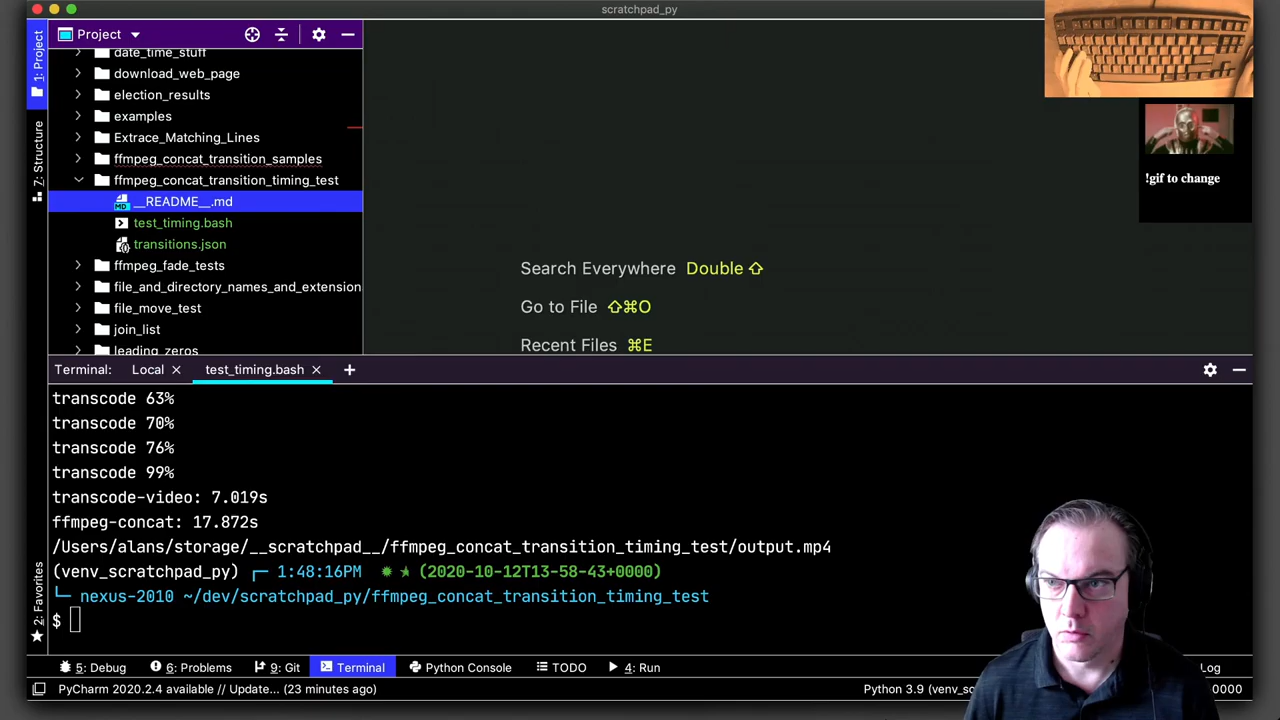 scratchpad_py
1: Project
Project
date_time_stuff
download_web_page
election_results
examples
Extrace_Matching_Lines
ffmpeg_concat_transition_samples
ffmpeg_concat_transition_timing_test
__README__.md
test_timing.bash
transitions.json
ffmpeg_fade_tests
file_and_directory_names_and_extension
file_move_test
join_list
leading_zeros
Z: Structure
2: Favorites
Search Everywhere Double ⇧
Go to File ⇧⌘O
Recent Files ⌘E
!gif to change
Terminal: Local × test_timing.bash × +
transcode 63%
transcode 70%
transcode 76%
transcode 99%
transcode-video: 7.019s
ffmpeg-concat: 17.872s
/Users/alans/storage/__scratchpad__/ffmpeg_concat_transition_timing_test/output.mp4
(venv_scratchpad_py) ┌─ 1:48:16PM ✹ ★ (2020-10-12T13-58-43+0000)
└─ nexus-2010 ~/dev/scratchpad_py/ffmpeg_concat_transition_timing_test
$
5: Debug 6: Problems 9: Git Terminal Python Console TODO 4: Run Log
PyCharm 2020.2.4 available // Update... (23 minutes ago) Python 3.9 (venv_sc 0000